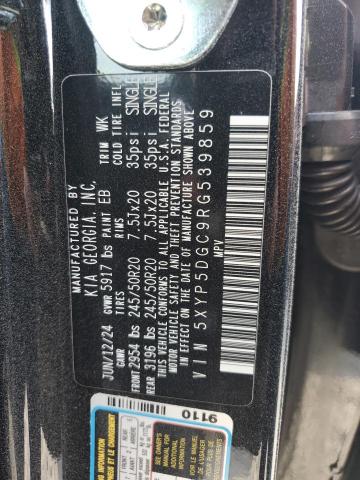 MANUFACTURED BY
KIA GEORGIA, INC.
JUN/12/24 GVWR 5917 lbs PAINT EB TRIM WK
GAWR TIRES RIMS COLD TIRE INFL
FRONT 2954 lbs 245/50R20 7.5Jx20 35psi SINGLE
REAR 3196 lbs 245/50R20 7.5Jx20 35psi SINGLE
THIS VEHICLE CONFORMS TO ALL APPLICABLE U.S.A. FEDERAL
MOTOR VEHICLE SAFETY AND THEFT PREVENTION STANDARDS
IN EFFECT ON THE DATE OF MANUFACTURE SHOWN ABOVE
VIN 5XYP5DGC9RG539859
MPV
9110